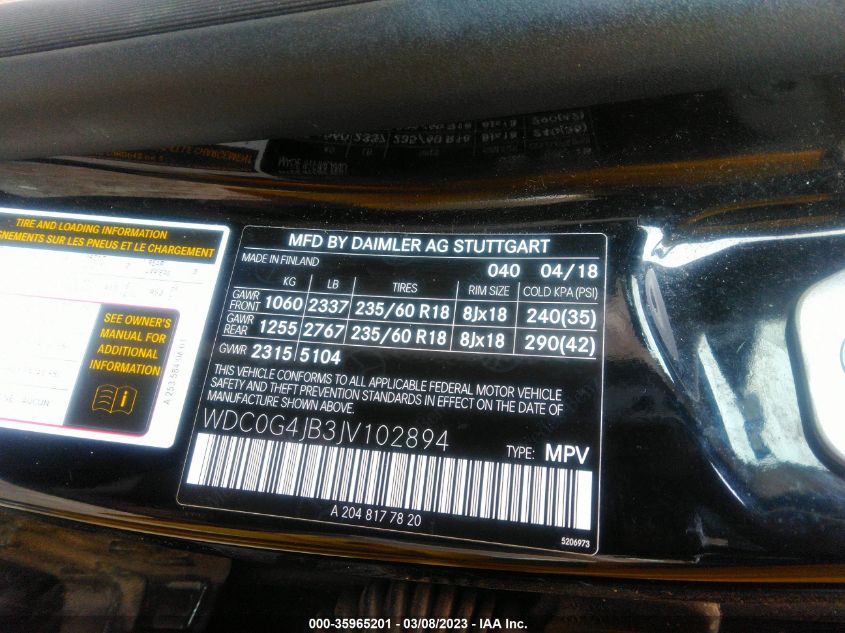 TIRE AND LOADING INFORMATION
GNEMENTS SUR LES PNEUS ET LE CHARGEMENT
SEE OWNER'S
MANUAL FOR
ADDITIONAL
INFORMATION
MFD BY DAIMLER AG STUTTGART
MADE IN FINLAND 040 04/18
KG LB TIRES RIM SIZE COLD KPA (PSI)
GAWR FRONT 1060 2337 235/60 R18 8Jx18 240(35)
GAWR REAR 1255 2767 235/60 R18 8Jx18 290(42)
GVWR 2315 5104
THIS VEHICLE CONFORMS TO ALL APPLICABLE FEDERAL MOTOR VEHICLE
SAFETY AND THEFT PREVENTION STANDARDS IN EFFECT ON THE DATE OF
MANUFACTURE SHOWN ABOVE.
WDC0G4JB3JV102894 TYPE: MPV
A 204 817 78 20
5206973
000-35965201 - 03/08/2023 - IAA Inc.